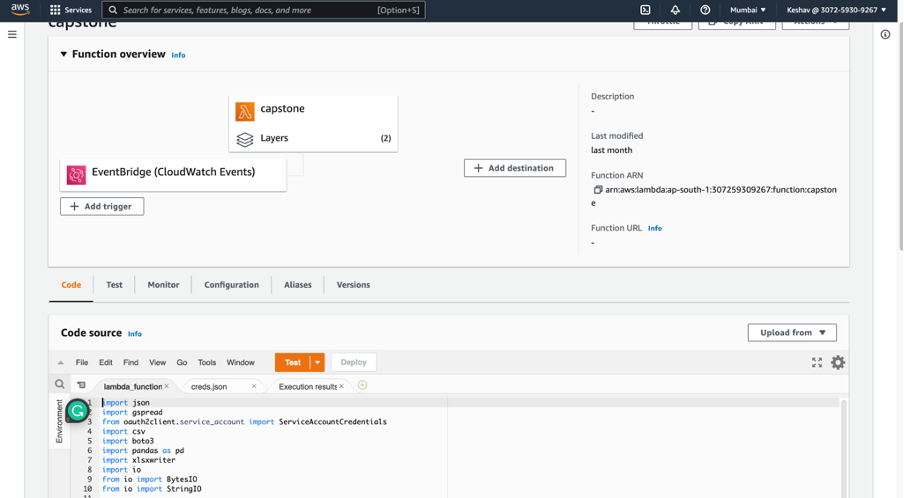 aws
Services
Search for services, features, blogs, docs, and more
[Option+S]
Mumbai
Keshav @ 3072-5930-9267
capstone
Throttle
Copy ARN
Actions
Function overview
Info
capstone
Layers
(2)
EventBridge (CloudWatch Events)
Add trigger
Add destination
Description
-
Last modified
last month
Function ARN
arn:aws:lambda:ap-south-1:307259309267:function:capston
e
Function URL Info
-
Code
Test
Monitor
Configuration
Aliases
Versions
Code source Info
Upload from
File Edit Find View Go Tools Window
Test
Deploy
lambda_function
creds.json
Execution results
Environment
1 import json
2 import gspread
3 from oauth2client.service_account import ServiceAccountCredentials
4 import csv
5 import boto3
6 import pandas as pd
7 import xlsxwriter
8 import io
9 from io import BytesIO
10 from io import StringIO
11